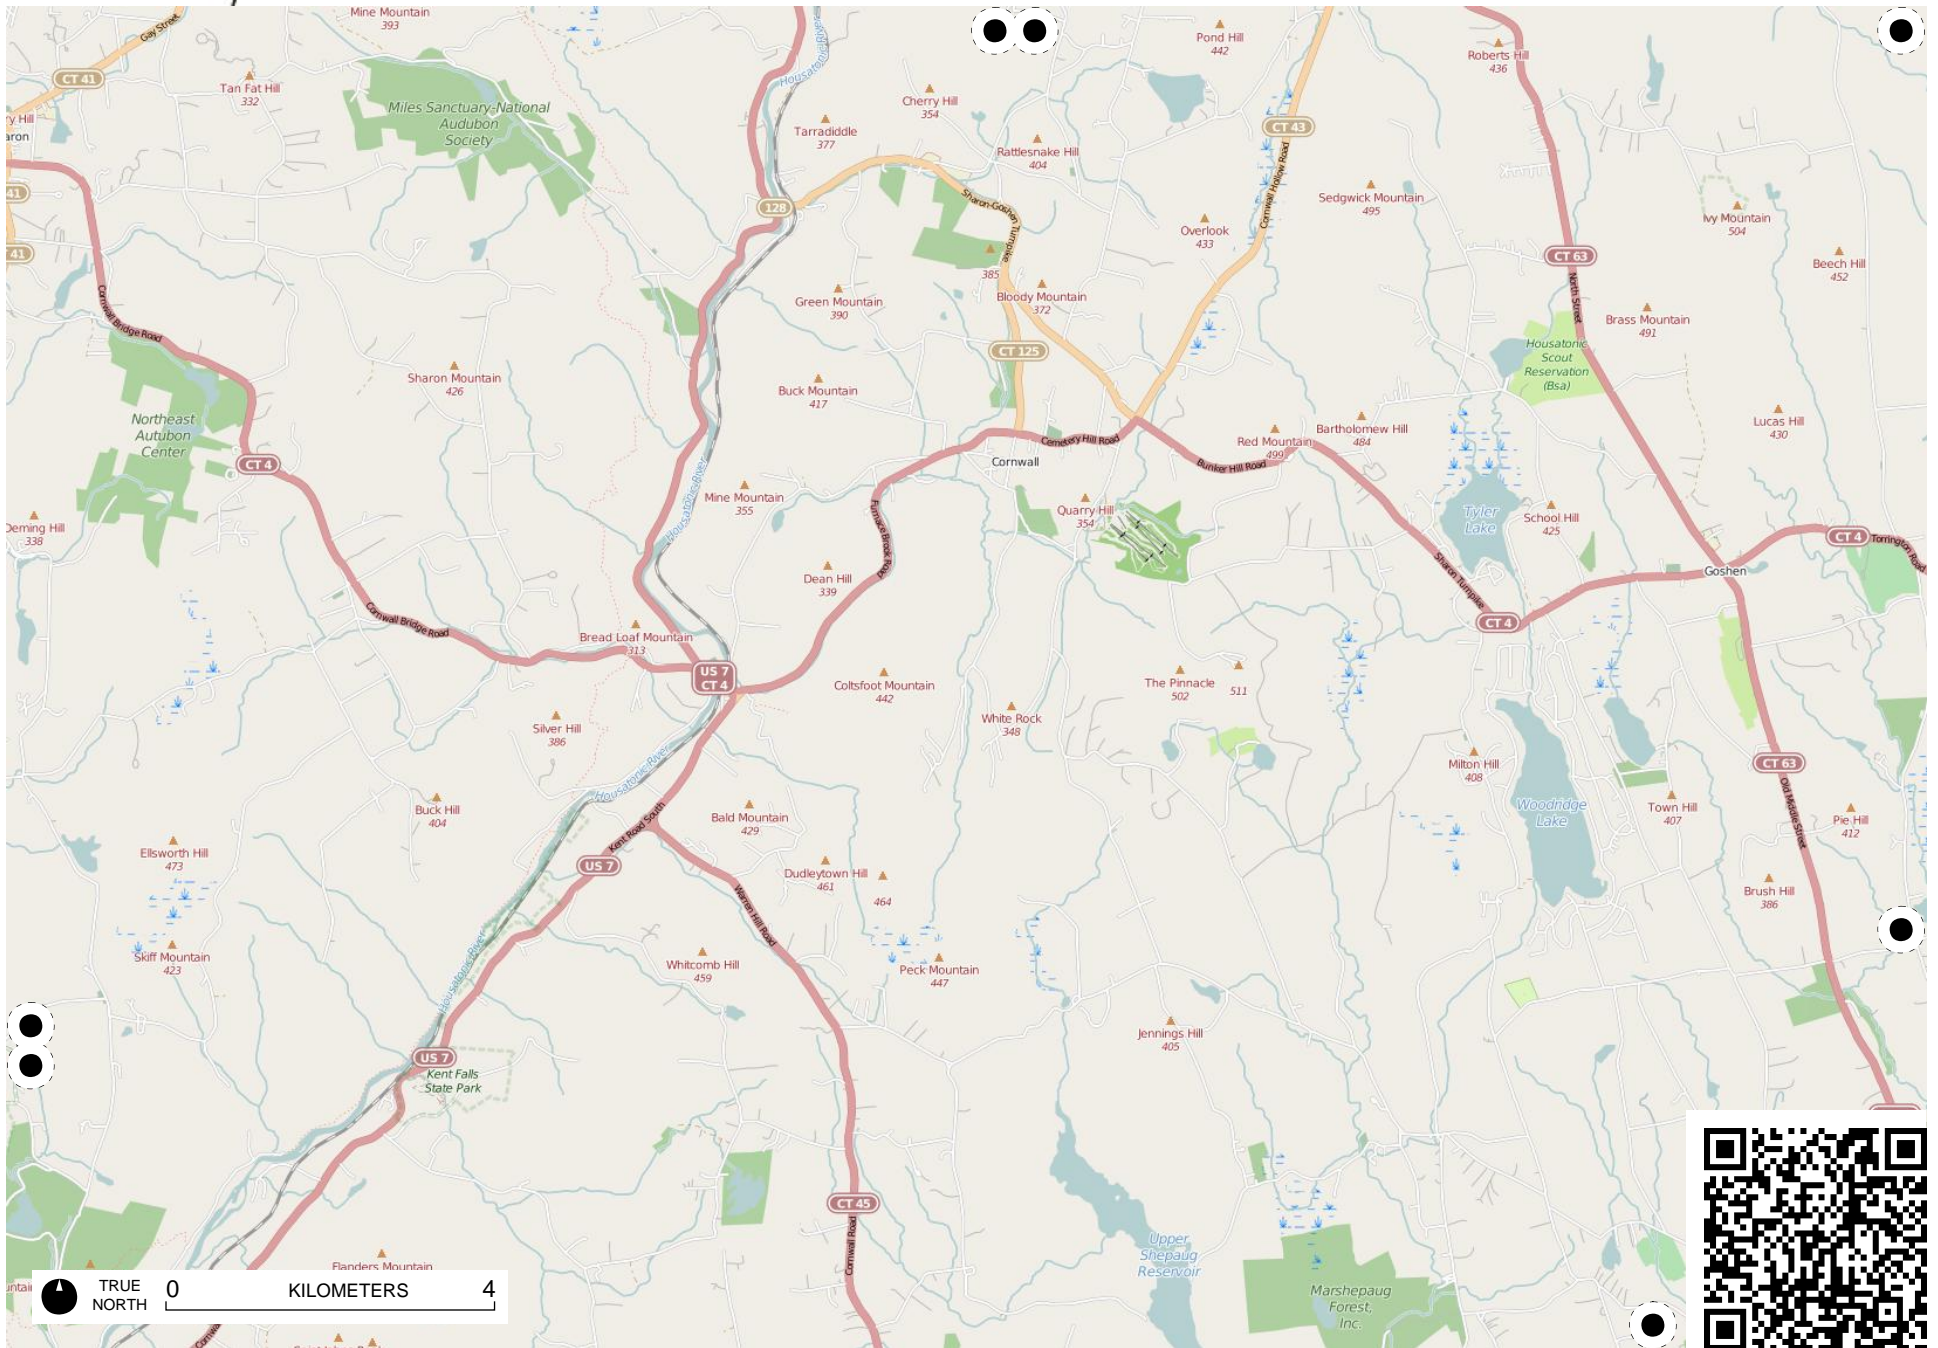 Mine Mountain
393
Gay Street
CT 41
Tan Fat Hill
332
Miles Sanctuary-National
Audubon
Society
Housatonic
Tarradiddle
377
Cherry Hill
354
Rattlesnake Hill
404
Pond Hill
442
CT 43
Cornwall Hollow Road
Roberts Hill
436
ry Hill
aron
41
41
128
Sharon-Goshen Turnpike
385
Sedgwick Mountain
495
Overlook
433
Ivy Mountain
504
CT 63
North Street
Beech Hill
452
Cornwall Bridge Road
Green Mountain
390
Bloody Mountain
372
Brass Mountain
491
CT 125
Housatonic
Scout
Reservation
(Bsa)
Sharon Mountain
426
Buck Mountain
417
Northeast
Autubon
Center
CT 4
Cemetery Hill Road
Cornwall
Bunker Hill Road
Red Mountain
499
Bartholomew Hill
484
Lucas Hill
430
Housatonic River
Mine Mountain
355
Furnace Brook Road
Quarry Hill
354
Tyler
Lake
School Hill
425
Deming Hill
338
CT 4
Torrington Road
Dean Hill
339
Sharon Turnpike
Goshen
Cornwall Bridge Road
Bread Loaf Mountain
313
CT 4
US 7
CT 4
Coltsfoot Mountain
442
The Pinnacle
502
511
Silver Hill
386
White Rock
348
Housatonic River
Milton Hill
408
CT 63
Old Middle Street
Buck Hill
404
Bald Mountain
429
Woodridge
Lake
Town Hill
407
Pie Hill
412
Kent Road South
Ellsworth Hill
473
US 7
Dudleytown Hill
461
464
Brush Hill
386
Warren Hill Road
Skiff Mountain
423
Housatonic River
Whitcomb Hill
459
Peck Mountain
447
Jennings Hill
405
US 7
Kent Falls
State Park
CT 45
Cornwall Road
Upper
Shepaug
Reservoir
Flanders Mountain
Marshepaug
Forest,
Inc.
TRUE
NORTH
0
KILOMETERS
4